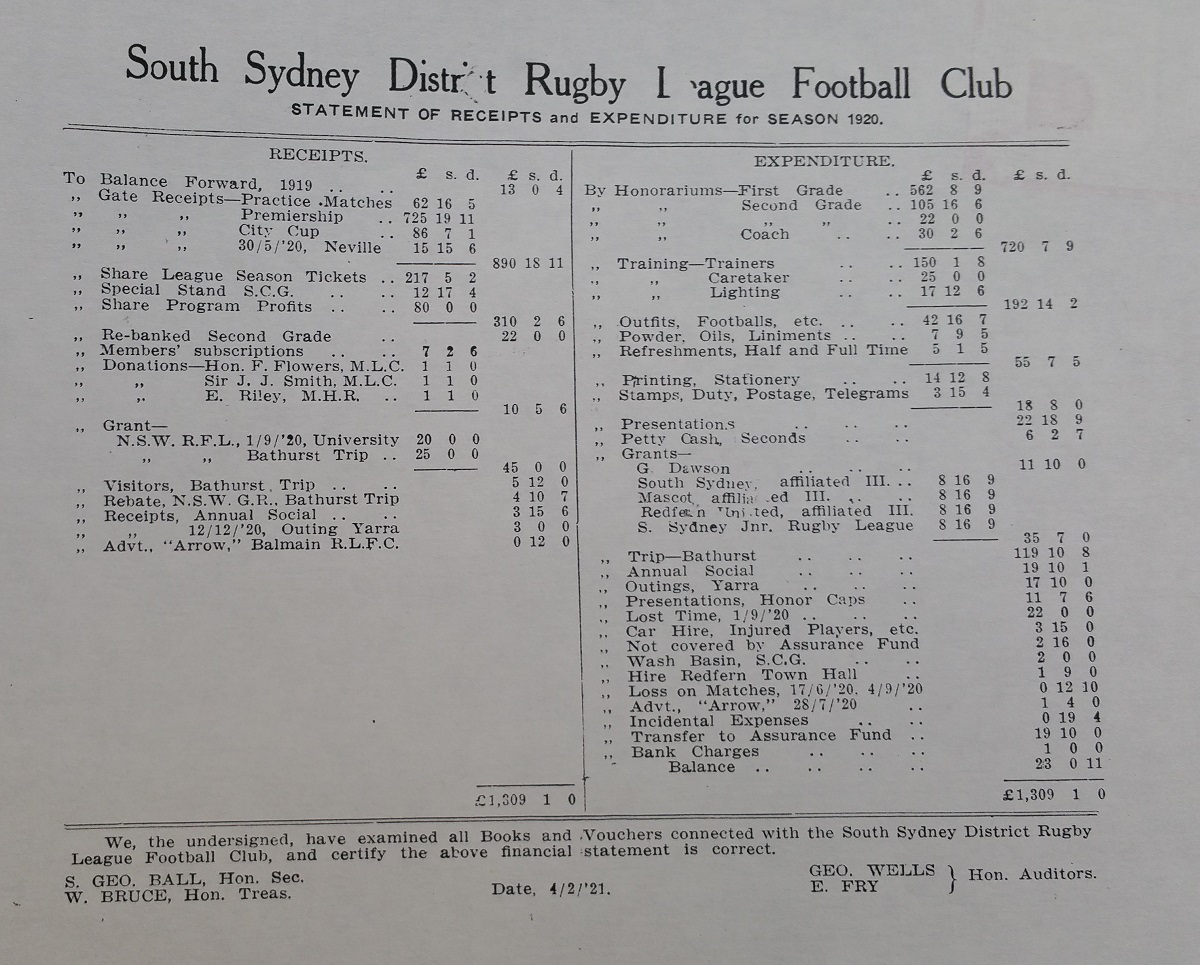 South Sydney District Rugby League Football Club
STATEMENT OF RECEIPTS and EXPENDITURE for SEASON 1920.
RECEIPTS.
£ s. d. £ s. d.
To Balance Forward, 1919 .. .. 13 0 4
„ Gate Receipts—Practice Matches 62 16 5
„ „ „ Premiership .. 725 19 11
„ „ „ City Cup .. 86 7 1
„ „ „ 30/5/'20, Neville 15 15 6
890 18 11
„ Share League Season Tickets .. 217 5 2
„ Special Stand S.C.G. .. .. 12 17 4
„ Share Program Profits .. .. 80 0 0
310 2 6
„ Re-banked Second Grade 22 0 0
„ Members' subscriptions .. .. 7 2 6
„ Donations—Hon. F. Flowers, M.L.C. 1 1 0
„ „ Sir J. J. Smith, M.L.C. 1 1 0
„ „ E. Riley, M.H.R. .. 1 1 0
10 5 6
„ Grant—
N.S.W. R.F.L., 1/9/'20, University 20 0 0
„ „ Bathurst Trip .. 25 0 0
45 0 0
„ Visitors, Bathurst Trip .. .. 5 12 0
„ Rebate, N.S.W. G.R., Bathurst Trip 4 10 7
„ Receipts, Annual Social .. .. 3 15 6
„ „ 12/12/'20, Outing Yarra 3 0 0
„ Advt., "Arrow," Balmain R.L.F.C. 0 12 0
£1,309 1 0
EXPENDITURE.
£ s. d. £ s. d.
By Honorariums—First Grade .. 562 8 9
„ „ Second Grade .. 105 16 6
„ „ „ „ 22 0 0
„ „ Coach .. .. 30 2 6
720 7 9
„ Training—Trainers .. .. 150 1 8
„ „ Caretaker .. .. 25 0 0
„ „ Lighting .. .. 17 12 6
192 14 2
„ Outfits, Footballs, etc. .. .. 42 16 7
„ Powder, Oils, Liniments .. .. 7 9 5
„ Refreshments, Half and Full Time 5 1 5
55 7 5
„ Printing, Stationery .. .. 14 12 8
„ Stamps, Duty, Postage, Telegrams 3 15 4
18 8 0
„ Presentations .. .. .. 22 18 9
„ Petty Cash, Seconds .. .. 6 2 7
„ Grants—
G. Dawson .. .. .. 11 10 0
South Sydney, affiliated III. .. 8 16 9
Mascot, affiliated III. .. .. 8 16 9
Redfern United, affiliated III. 8 16 9
S. Sydney Jnr. Rugby League 8 16 9
35 7 0
„ Trip—Bathurst .. .. .. 119 10 8
„ Annual Social .. .. .. 19 10 1
„ Outings, Yarra .. .. .. 17 10 0
„ Presentations, Honor Caps .. 11 7 6
„ Lost Time, 1/9/'20 .. .. .. 22 0 0
„ Car Hire, Injured Players, etc. 3 15 0
„ Not covered by Assurance Fund 2 16 0
„ Wash Basin, S.C.G. .. .. 2 0 0
„ Hire Redfern Town Hall .. 1 9 0
„ Loss on Matches, 17/6/'20, 4/9/'20 0 12 10
„ Advt., "Arrow," 28/7/'20 .. 1 4 0
„ Incidental Expenses .. .. 0 19 4
„ Transfer to Assurance Fund .. 19 10 0
„ Bank Charges .. .. .. 1 0 0
Balance .. .. .. 23 0 11
£1,309 1 0
We, the undersigned, have examined all Books and Vouchers connected with the South Sydney District Rugby
League Football Club, and certify the above financial statement is correct.
S. GEO. BALL, Hon. Sec.
W. BRUCE, Hon. Treas.
Date, 4/2/'21.
GEO. WELLS
E. FRY
} Hon. Auditors.